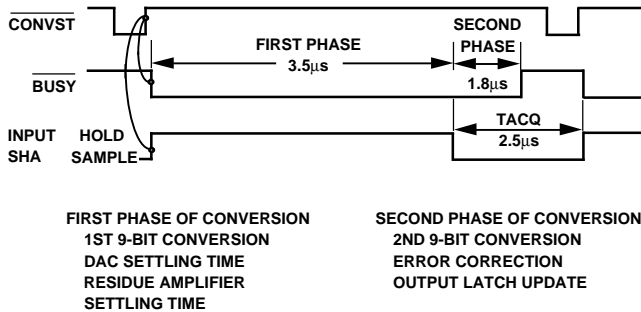 CONVST
FIRST PHASE
3.5μs
SECOND
PHASE
1.8μs
BUSY
TACQ
2.5μs
INPUT
SHA
HOLD
SAMPLE
FIRST PHASE OF CONVERSION
1ST 9-BIT CONVERSION
DAC SETTLING TIME
RESIDUE AMPLIFIER
SETTLING TIME
SECOND PHASE OF CONVERSION
2ND 9-BIT CONVERSION
ERROR CORRECTION
OUTPUT LATCH UPDATE